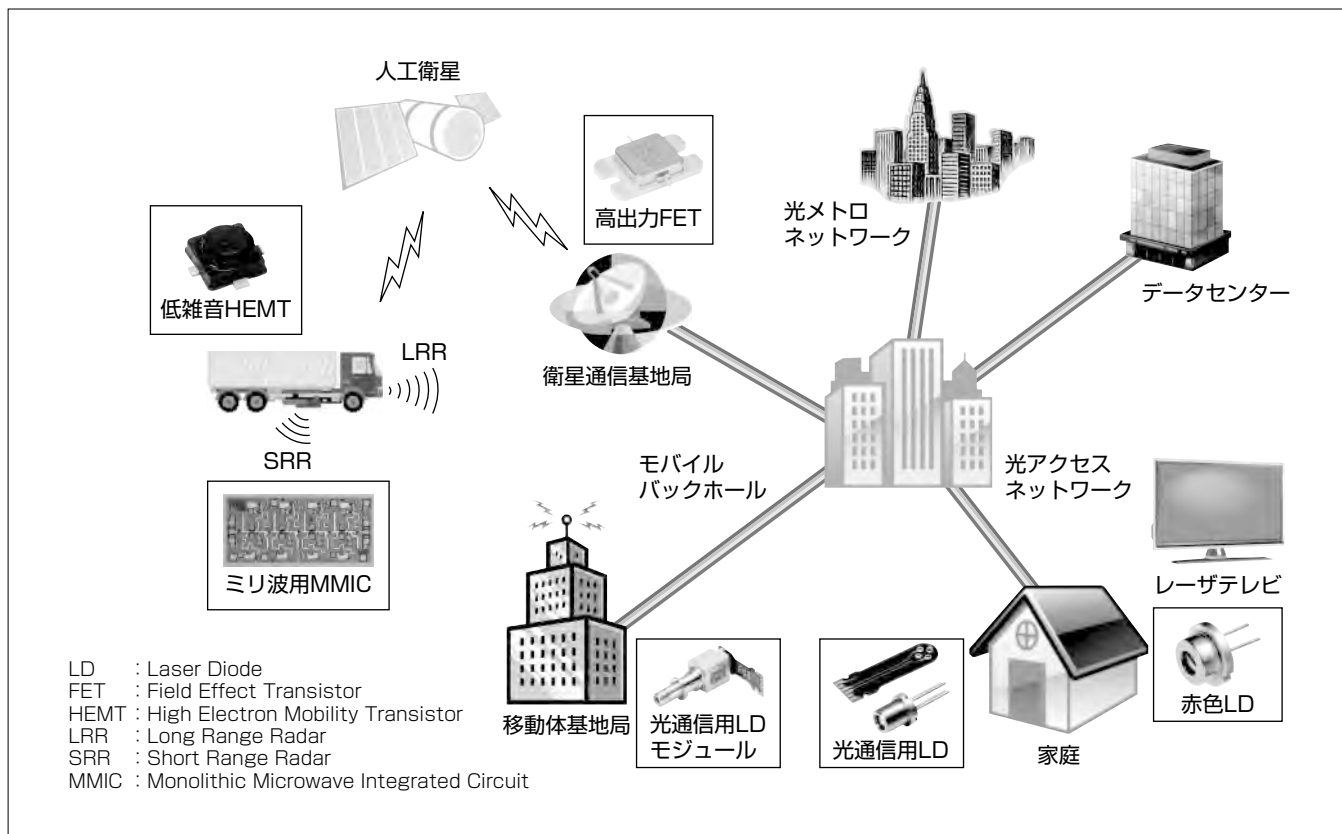 人工衛星
高出力FET
光メトロ
ネットワーク
データセンター
低雑音HEMT
LRR
衛星通信基地局
SRR
モバイル
バックホール
光アクセス
ネットワーク
ミリ波用MMIC
レーザテレビ
LD : Laser Diode
FET : Field Effect Transistor
HEMT : High Electron Mobility Transistor
LRR : Long Range Radar
SRR : Short Range Radar
MMIC : Monolithic Microwave Integrated Circuit
移動体基地局
光通信用LD
モジュール
光通信用LD
家庭
赤色LD